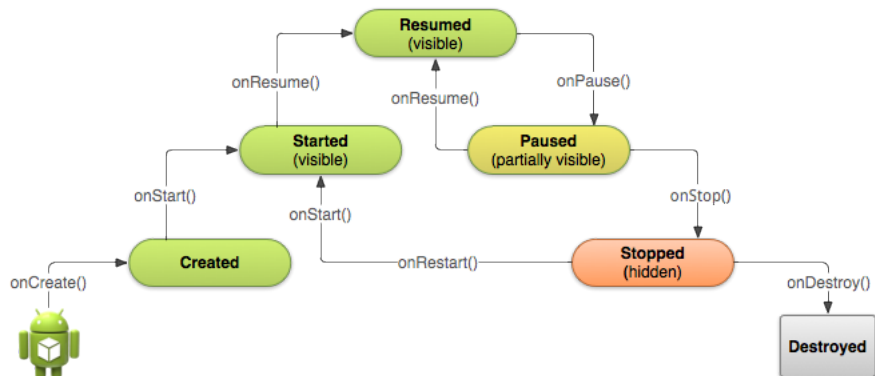 Resumed
(visible)
onResume()
onResume()
onPause()
Started
(visible)
Paused
(partially visible)
onStart()
onStart()
onStop()
Created
onRestart()
Stopped
(hidden)
onCreate()
onDestroy()
Destroyed